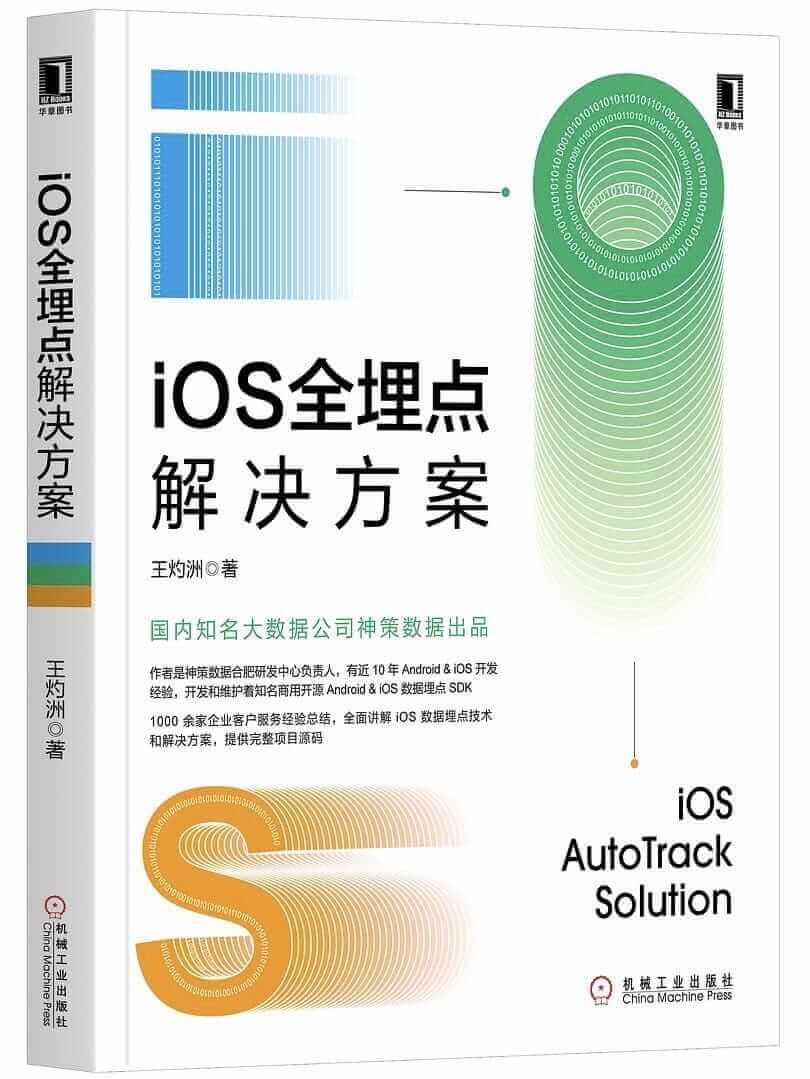 HZ Books
华章图书
iOS全埋点解决方案
王灼洲◎著
机械工业出版社
China Machine Press
HZ Books
华章图书
iOS全埋点
解决方案
王灼洲◎著
国内知名大数据公司神策数据出品
作者是神策数据合肥研发中心负责人，有近 10 年 Android & iOS 开发
经验，开发和维护着知名商用开源 Android & iOS 数据埋点 SDK
1000 余家企业客户服务经验总结，全面讲解 iOS 数据埋点技术
和解决方案，提供完整项目源码
iOS
AutoTrack
Solution
机械工业出版社
China Machine Press